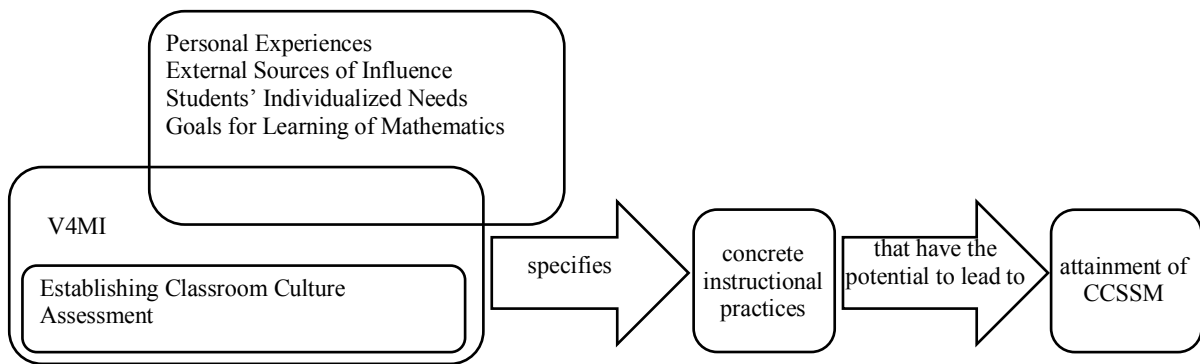 Personal Experiences
External Sources of Influence
Students’ Individualized Needs
Goals for Learning of Mathematics
V4MI
Establishing Classroom Culture
Assessment
specifies
concrete
instructional
practices
that have the
potential to lead to
attainment of
CCSSM